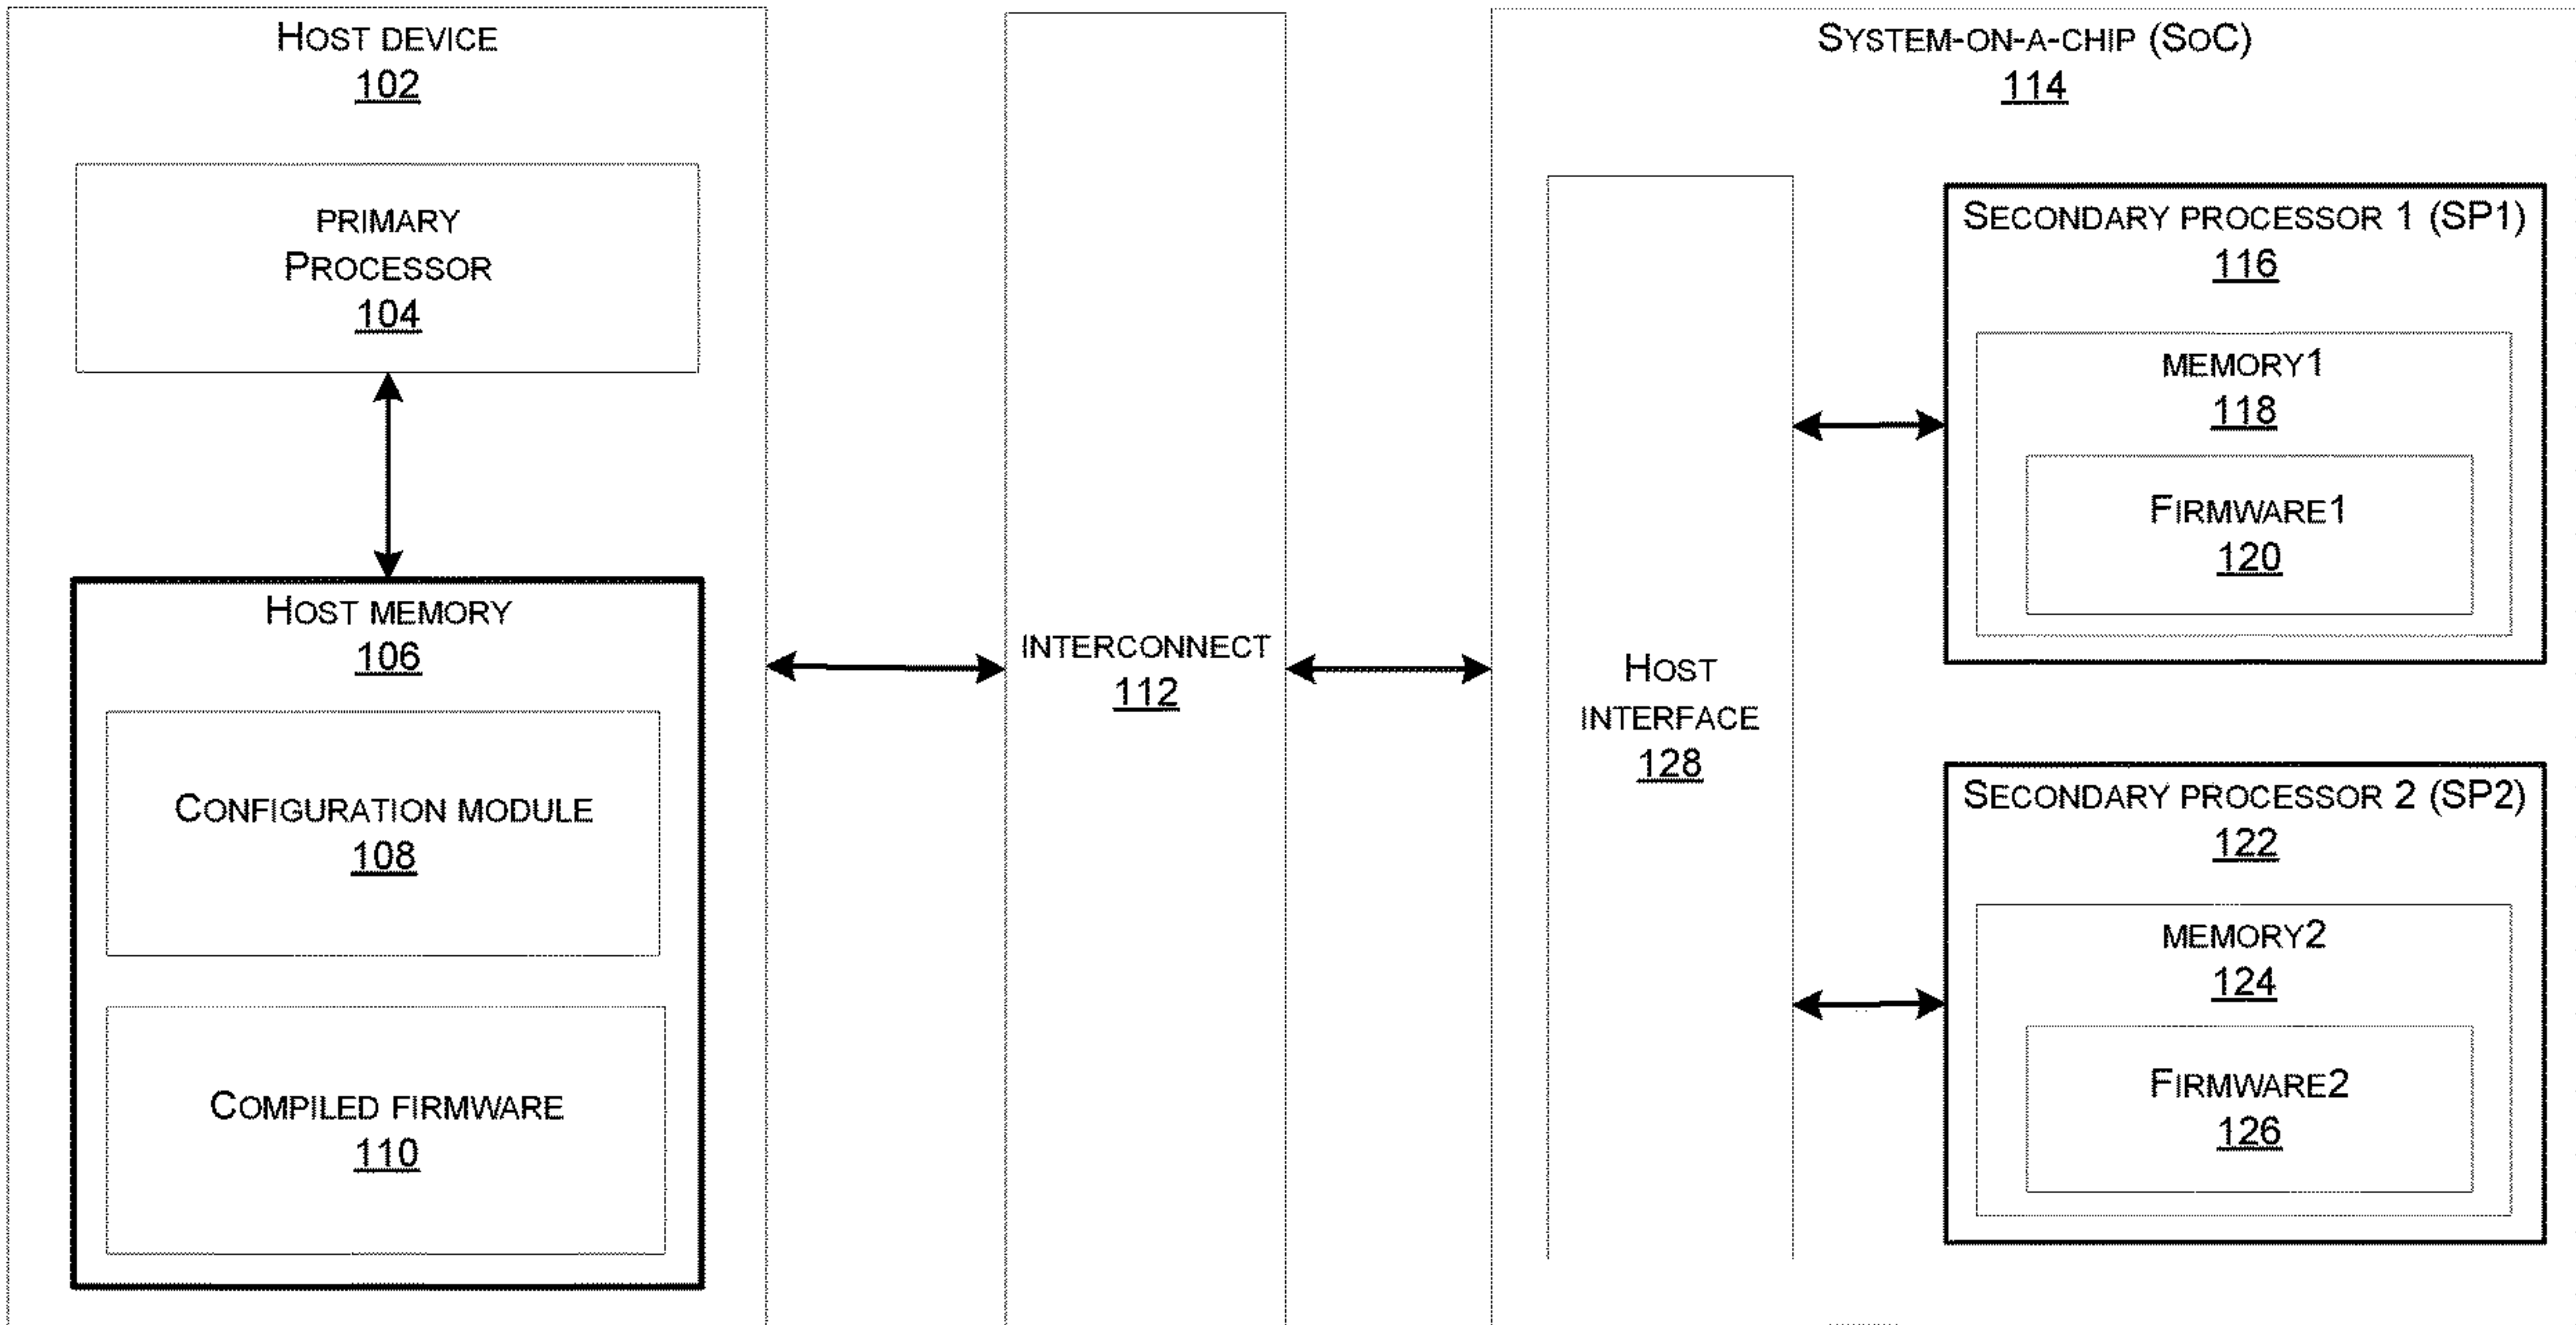 HOST DEVICE
102
PRIMARY
PROCESSOR
104
HOST MEMORY
106
CONFIGURATION MODULE
108
COMPILED FIRMWARE
110
INTERCONNECT
112
SYSTEM-ON-A-CHIP (SOC)
114
HOST
INTERFACE
128
SECONDARY PROCESSOR 1 (SP1)
116
MEMORY1
118
FIRMWARE1
120
SECONDARY PROCESSOR 2 (SP2)
122
MEMORY2
124
FIRMWARE2
126